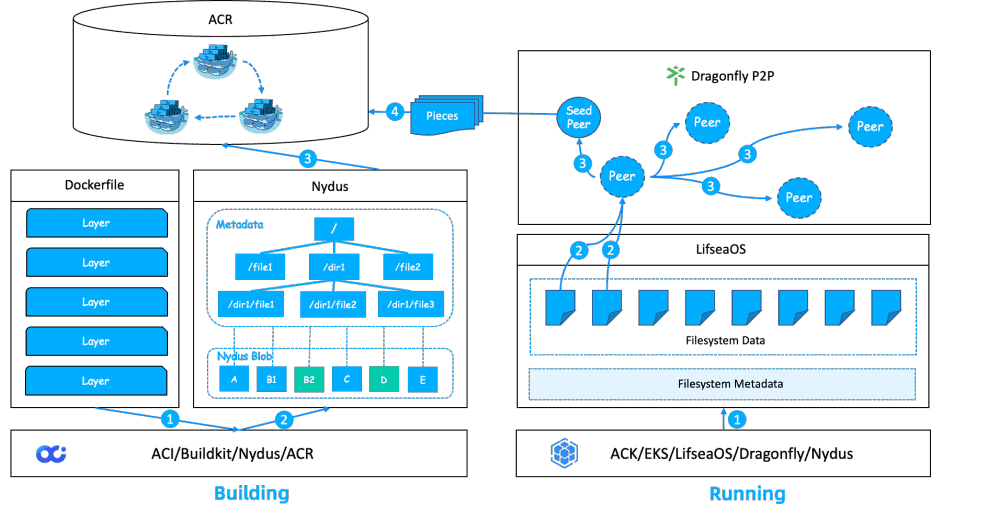 ACR
Dockerfile
Layer
Layer
Layer
Layer
Layer
3
Nydus
Metadata
/
/file1
/dir1
/file2
/dir1/file1
/dir1/file2
/dir1/file3
Nydus Blob
A
B1
B2
C
D
E
1
2
ACI/Buildkit/Nydus/ACR
Building
4
Pieces
Dragonfly P2P
Seed
Peer
Peer
Peer
Peer
Peer
3
3
3
3
2
2
LifseaOS
Filesystem Data
Filesystem Metadata
1
ACK/EKS/LifseaOS/Dragonfly/Nydus
Running